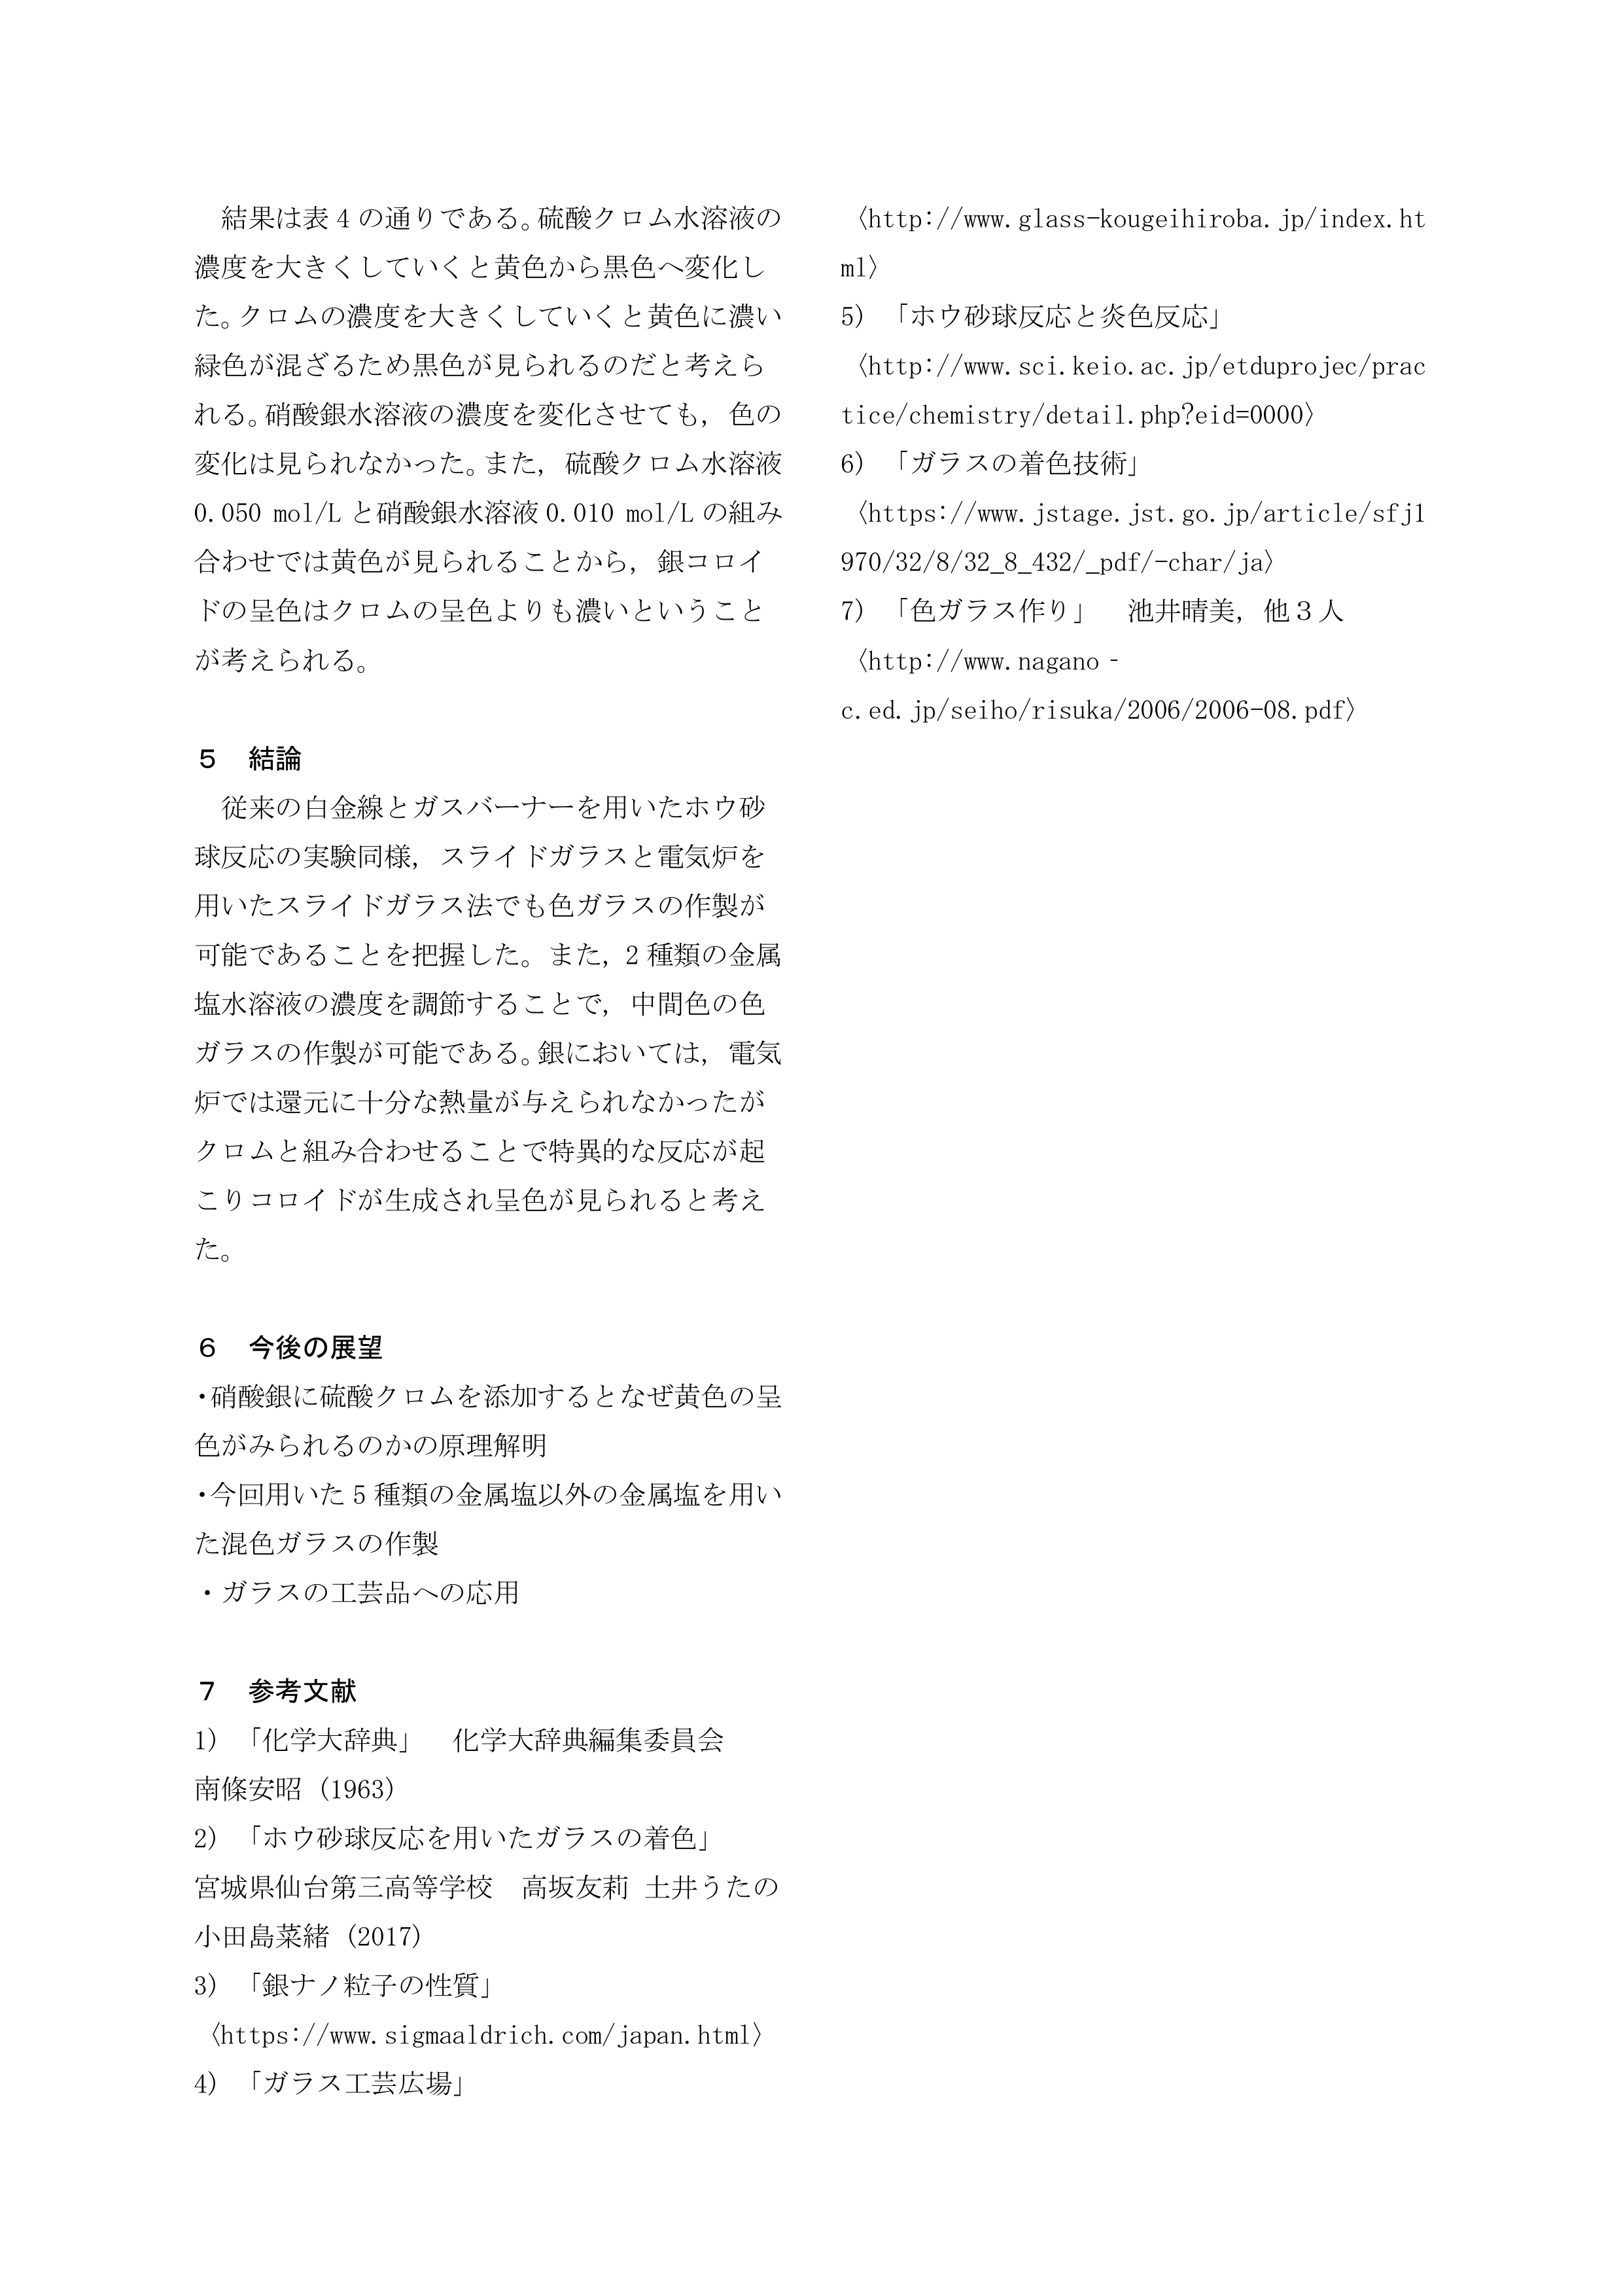 結果は表 4 の通りである。硫酸クロム水溶液の
濃度を大きくしていくと黄色から黒色へ変化し
た。クロムの濃度を大きくしていくと黄色に濃い
緑色が混ざるため黒色が見られるのだと考えら
れる。硝酸銀水溶液の濃度を変化させても，色の
変化は見られなかった。また，硫酸クロム水溶液
0.050 mol/L と硝酸銀水溶液 0.010 mol/L の組み
合わせでは黄色が見られることから，銀コロイ
ドの呈色はクロムの呈色よりも濃いということ
が考えられる。
５　結論
従来の白金線とガスバーナーを用いたホウ砂
球反応の実験同様，スライドガラスと電気炉を
用いたスライドガラス法でも色ガラスの作製が
可能であることを把握した。また，2 種類の金属
塩水溶液の濃度を調節することで，中間色の色
ガラスの作製が可能である。銀においては，電気
炉では還元に十分な熱量が与えられなかったが
クロムと組み合わせることで特異的な反応が起
こりコロイドが生成され呈色が見られると考え
た。
６　今後の展望
・硝酸銀に硫酸クロムを添加するとなぜ黄色の呈
色がみられるのかの原理解明
・今回用いた 5 種類の金属塩以外の金属塩を用い
た混色ガラスの作製
・ガラスの工芸品への応用
７　参考文献
1) 「化学大辞典」　化学大辞典編集委員会
南條安昭（1963）
2) 「ホウ砂球反応を用いたガラスの着色」
宮城県仙台第三高等学校　高坂友莉 土井うたの
小田島菜緒（2017）
3) 「銀ナノ粒子の性質」
〈https://www.sigmaaldrich.com/japan.html〉
4) 「ガラス工芸広場」
〈http://www.glass-kougeihiroba.jp/index.ht
ml〉
5) 「ホウ砂球反応と炎色反応」
〈http://www.sci.keio.ac.jp/etduprojec/prac
tice/chemistry/detail.php?eid=0000〉
6) 「ガラスの着色技術」
〈https://www.jstage.jst.go.jp/article/sfj1
970/32/8/32_8_432/_pdf/-char/ja〉
7) 「色ガラス作り」　池井晴美，他３人
〈http://www.nagano‐
c.ed.jp/seiho/risuka/2006/2006-08.pdf〉